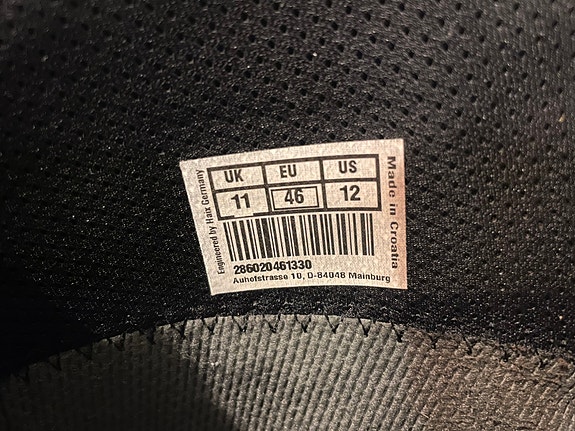 UK EU US
11 46 12
286020461330
Auhofstrasse 10, D-84048 Mainburg
Engineered by Haix Germany
Made in Croatia